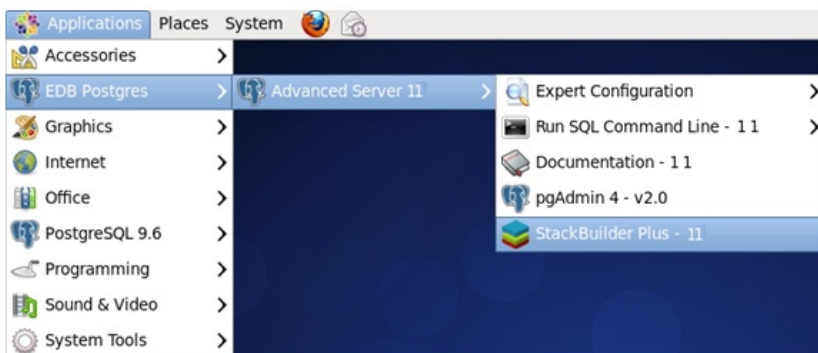 Applications Places System
Accessories
EDB Postgres
Advanced Server 11
Expert Configuration
Graphics
Run SQL Command Line - 11
Internet
Documentation - 11
Office
pgAdmin 4 - v2.0
PostgreSQL 9.6
StackBuilder Plus - 11
Programming
Sound & Video
System Tools